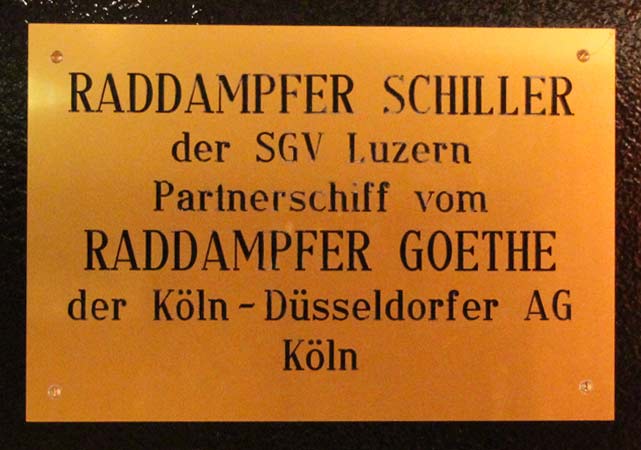 RADDAMPFER SCHILLER
der SGV Luzern
Partnerschiff vom
RADDAMPFER GOETHE
der Köln - Düsseldorfer AG
Köln